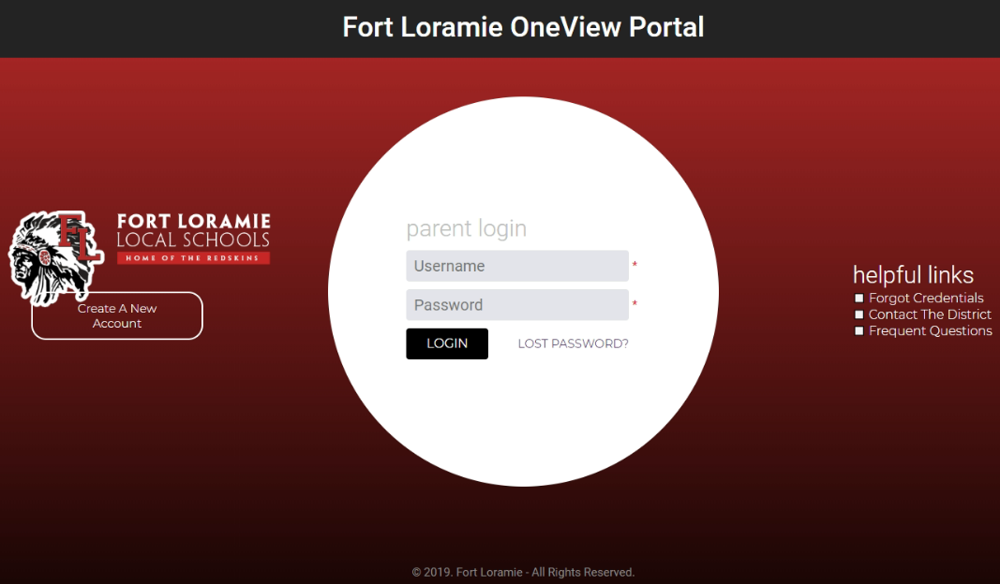 Fort Loramie OneView Portal
FL
FORT LORAMIE
LOCAL SCHOOLS
HOME OF THE REDSKINS
Create A New
Account
parent login
Username *
Password *
LOGIN LOST PASSWORD?
helpful links
Forgot Credentials
Contact The District
Frequent Questions
© 2019. Fort Loramie - All Rights Reserved.